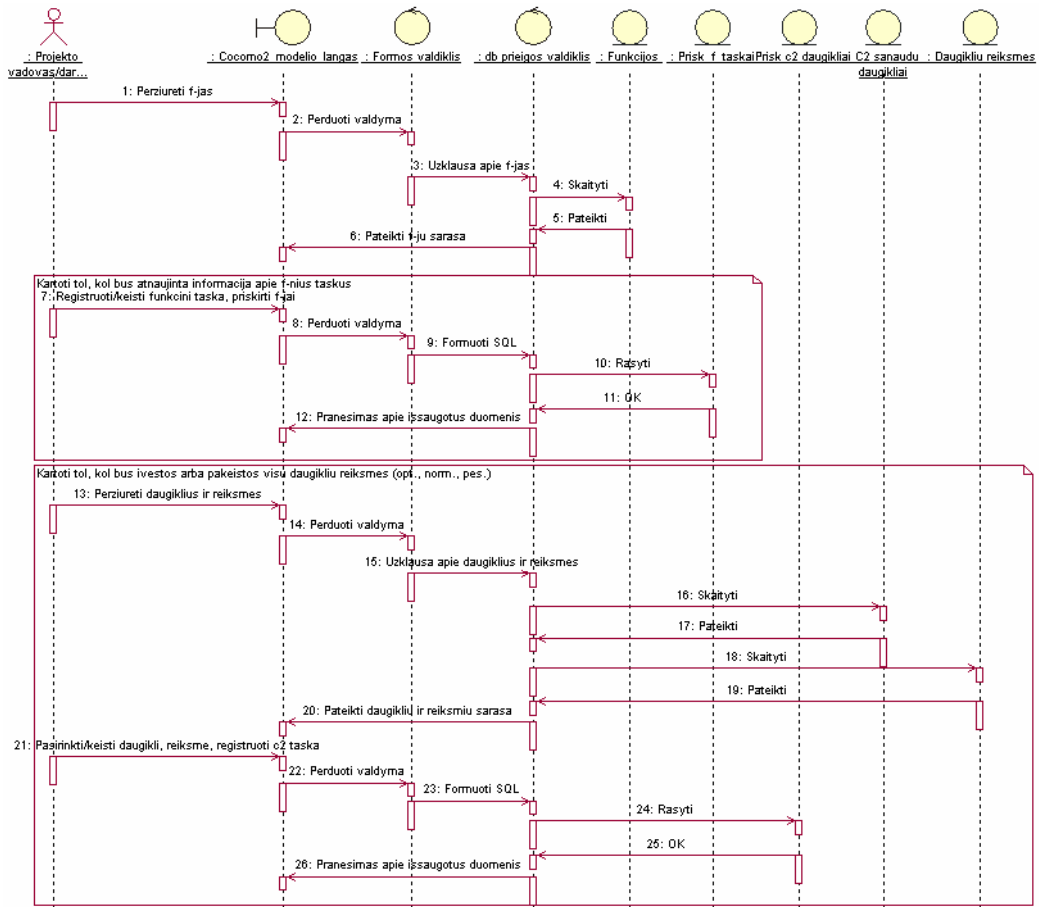 : Projekto
vadovas/dar...
: Cocomo2 modelio langas
: Formos valdiklis
: db prieigos valdiklis
: Funkcijos
: Prisk f taskai
Prisk c2 daugikliai
C2 sanaudu
daugikliai
: Daugikliu reiksmes
1: Perziureti f-jas
2: Perduoti valdyma
3: Uzklausa apie f-jas
4: Skaityti
5: Pateikti
6: Pateikti f-ju sarasa
Kartoti tol, kol bus atnaujinta informacija apie f-nius taskus
7: Registruoti/keisti funkcini taska, priskirti f-jai
8: Perduoti valdyma
9: Formuoti SQL
10: Rasyti
11: OK
12: Pranesimas apie issaugotus duomenis
Kartoti tol, kol bus ivestos arba pakeistos visu daugikliu reiksmes (opt., norm., pes.)
13: Perziureti daugiklius ir reiksmes
14: Perduoti valdyma
15: Uzklausa apie daugiklius ir reiksmes
16: Skaityti
17: Pateikti
18: Skaityti
19: Pateikti
20: Pateikti daugikliu ir reiksmiu sarasa
21: Pasirinkti/keisti daugikli, reiksme, registruoti c2 taska
22: Perduoti valdyma
23: Formuoti SQL
24: Rasyti
25: OK
26: Pranesimas apie issaugotus duomenis